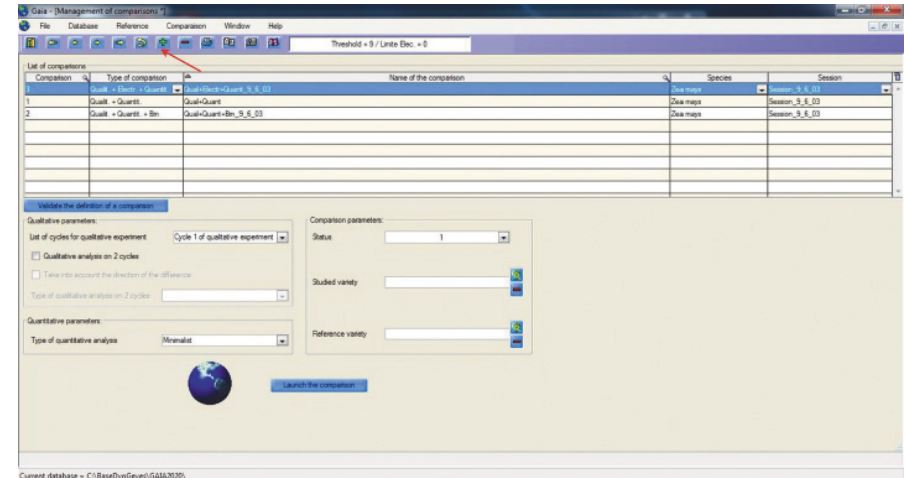 Gaia - [Management of comparisons *]
File Database Reference Comparaison Window Help
Threshold = 9 / Limite Elec. = 0
List of comparisons
Comparison Type of comparison Name of the comparison Species Session
3 Qualit. + Electr. + Quantit. Qual+Electr+Quant_9_6_03 Zea mays Session_9_6_03
1 Qualit. + Quantit. Qual+Quant Zea mays Session_9_6_03
2 Qualit. + Quantit. + Bm Qual+Quant+Bm_9_6_03 Zea mays Session_9_6_03
Validate the definition of a comparison
Qualitative parameters:
List of cycles for qualitative experiment Cycle 1 of qualitative experiment
Qualitative analysis on 2 cycles
Take into account the direction of the difference
Type of qualitative analysis on 2 cycles
Quantitative parameters:
Type of quantitative analysis Minimalist
Comparison parameters:
Status 1
Studied variety
Reference variety
Launch the comparison
Current database = C:\BaseDvpGeves\GAIA2020\